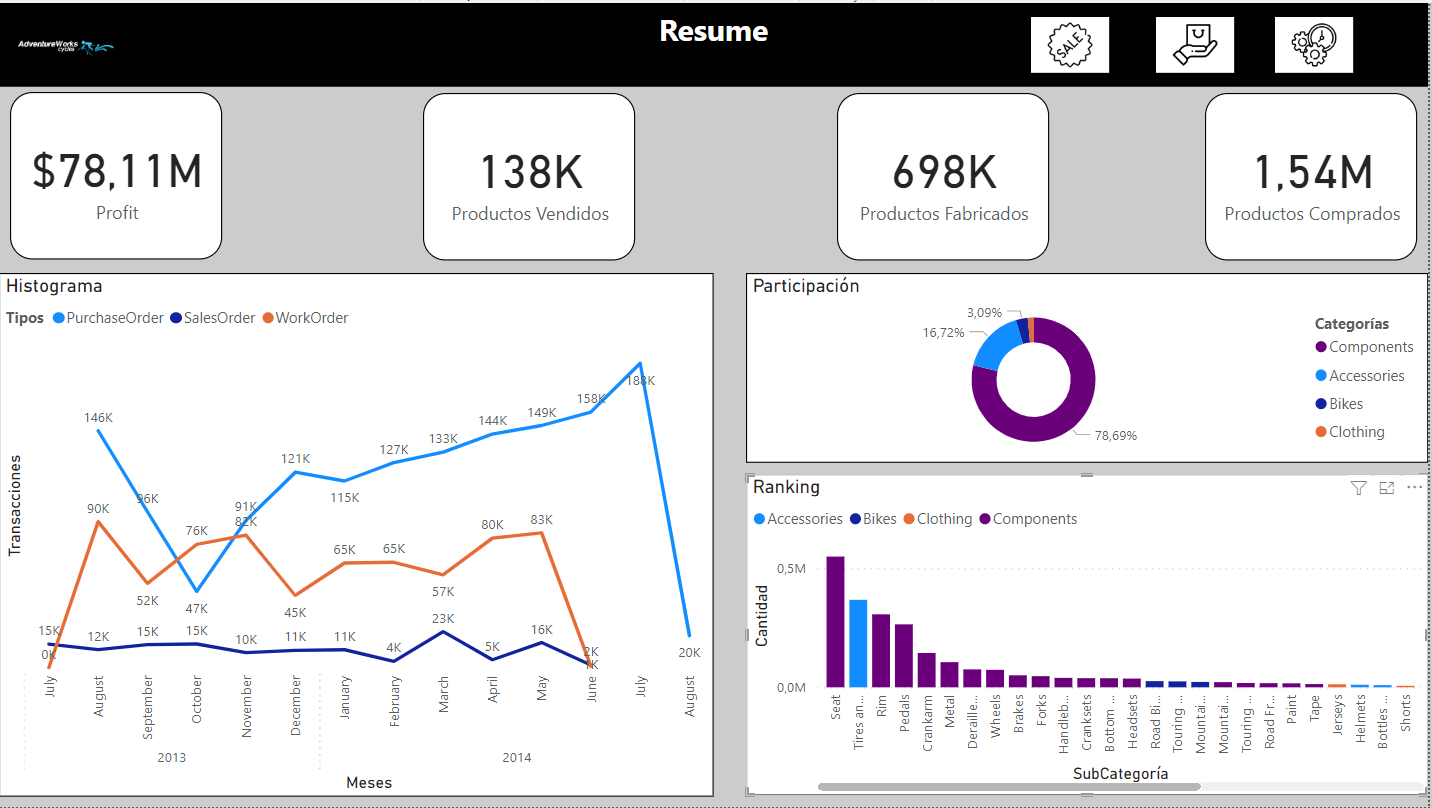 Resume
AdventureWorks
cycles
SALE
$78,11M
Profit
138K
Productos Vendidos
698K
Productos Fabricados
1,54M
Productos Comprados
Histograma
Tipos PurchaseOrder SalesOrder WorkOrder
Transacciones
188K
158K
149K
144K
146K
133K
127K
121K
115K
96K
91K
90K
82K
83K
80K
76K
65K
65K
57K
52K
47K
45K
23K
15K
12K
15K
15K
10K
11K
11K
4K
5K
16K
2K
0K
20K
July
August
September
October
November
December
January
February
March
April
May
June
July
August
2013
2014
Meses
Participación
3,09%
16,72%
78,69%
Categorías
Components
Accessories
Bikes
Clothing
Ranking
Accessories Bikes Clothing Components
Cantidad
0,5M
0,0M
Seat
Tires an...
Rim
Pedals
Crankarm
Metal
Deraille...
Wheels
Brakes
Forks
Handleb...
Cranksets
Bottom ...
Headsets
Road Bi...
Touring ...
Mountai...
Mountai...
Touring ...
Road Fr...
Paint
Tape
Jerseys
Helmets
Bottles ...
Shorts
SubCategoría